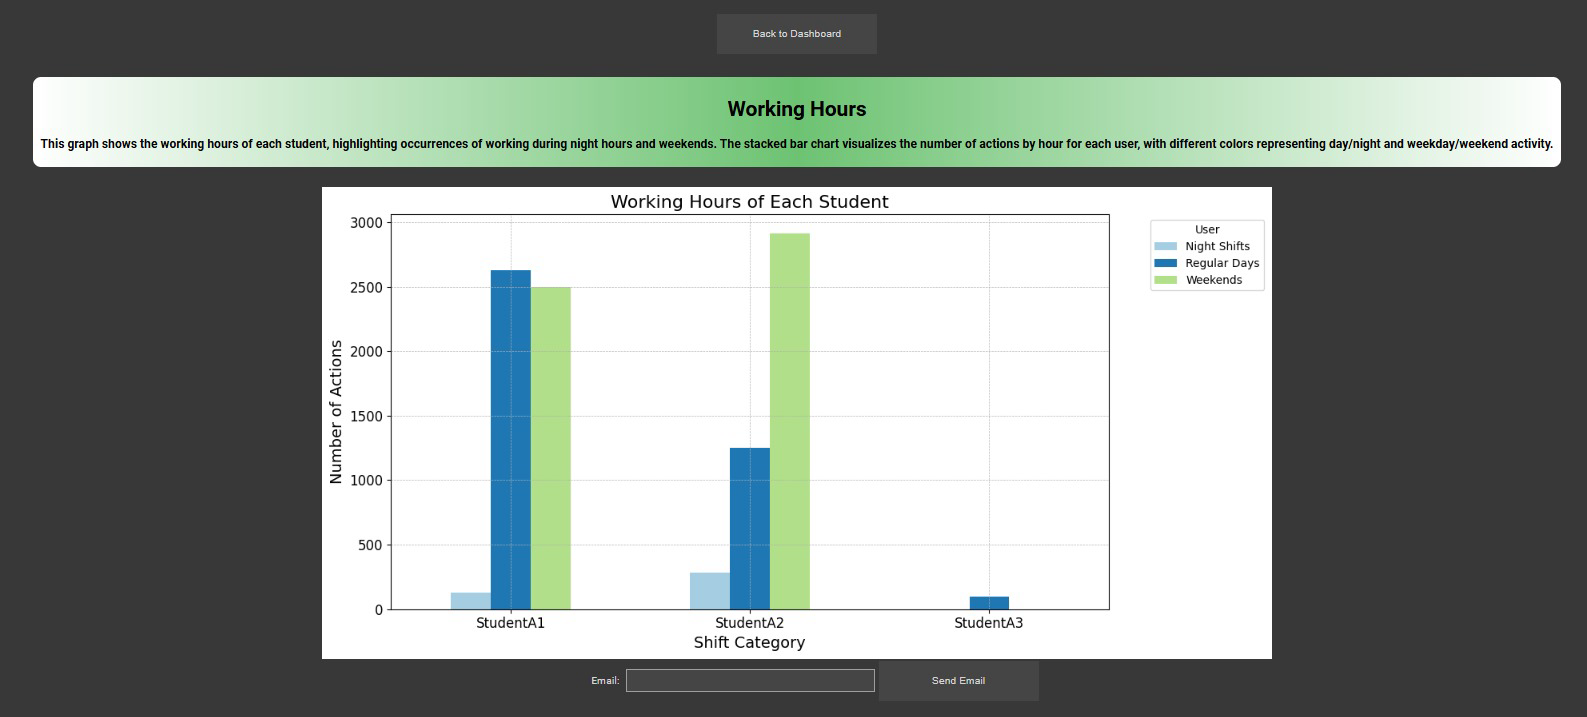 Back to Dashboard
Working Hours
This graph shows the working hours of each student, highlighting occurrences of working during night hours and weekends. The stacked bar chart visualizes the number of actions by hour for each user, with different colors representing day/night and weekday/weekend activity.
Working Hours of Each Student
3000
2500
2000
1500
1000
500
0
Number of Actions
StudentA1 StudentA2 StudentA3
Shift Category
User
Night Shifts
Regular Days
Weekends
Email: Send Email